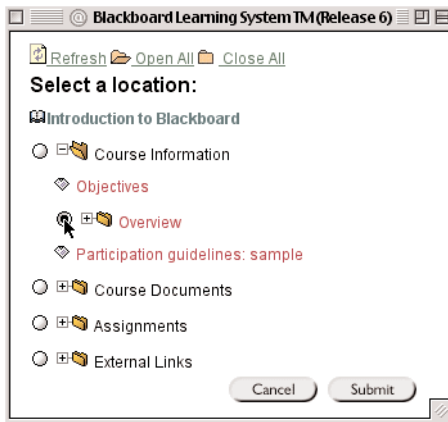 Blackboard Learning System TM (Release 6)
Refresh Open All Close All
Select a location:
Introduction to Blackboard
Course Information
Objectives
Overview
Participation guidelines: sample
Course Documents
Assignments
External Links
Cancel Submit